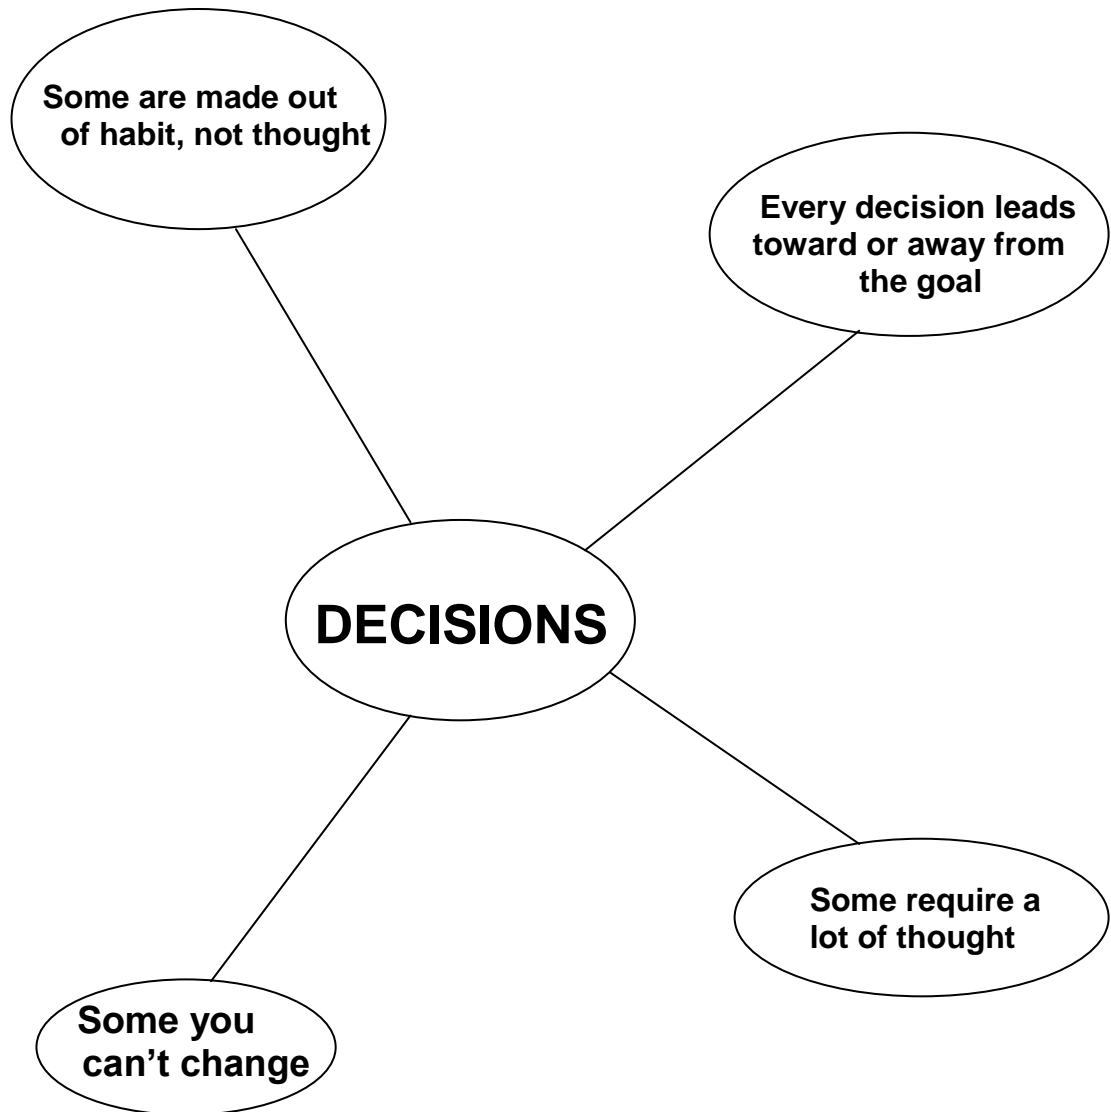 Some are made out
of habit, not thought
Every decision leads
toward or away from
the goal
DECISIONS
Some require a
lot of thought
Some you
can’t change